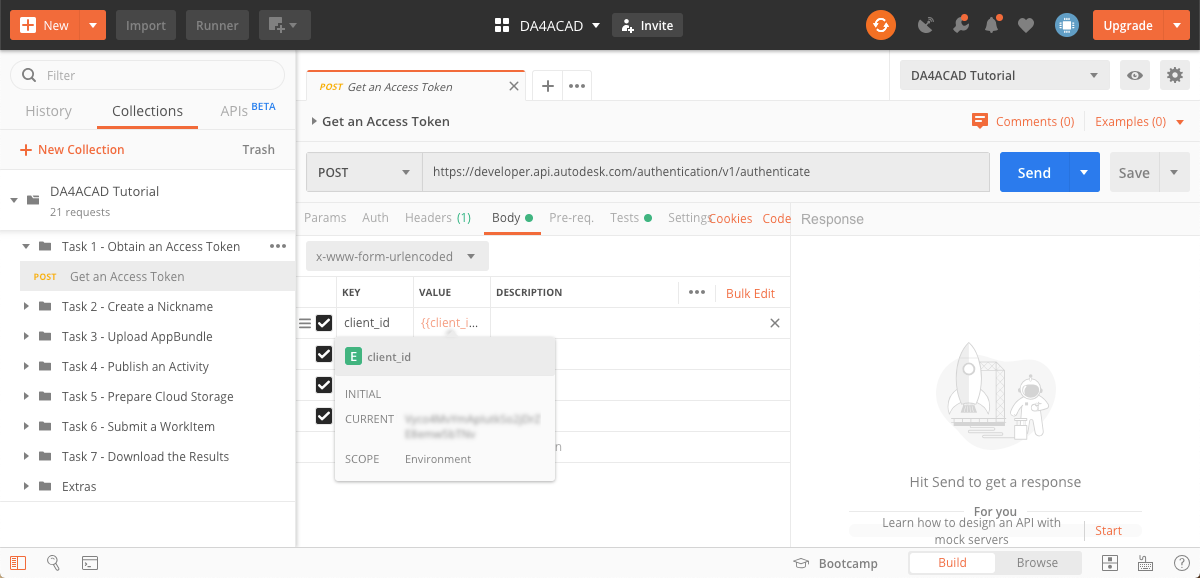 New
Import
Runner
DA4ACAD
Invite
Upgrade
Filter
History
Collections
APIs BETA
New Collection
Trash
DA4ACAD Tutorial
21 requests
Task 1 - Obtain an Access Token
POST Get an Access Token
Task 2 - Create a Nickname
Task 3 - Upload AppBundle
Task 4 - Publish an Activity
Task 5 - Prepare Cloud Storage
Task 6 - Submit a WorkItem
Task 7 - Download the Results
Extras
POST Get an Access Token
DA4ACAD Tutorial
Get an Access Token
Comments (0)
Examples (0)
POST
https://developer.api.autodesk.com/authentication/v1/authenticate
Send
Save
Params Auth Headers (1) Body Pre-req. Tests Settings Cookies Code
Response
x-www-form-urlencoded
KEY VALUE DESCRIPTION
Bulk Edit
client_id {{client_i...
E client_id
INITIAL
CURRENT
SCOPE Environment
Hit Send to get a response
For you
Learn how to design an API with
mock servers
Start
Bootcamp
Build
Browse